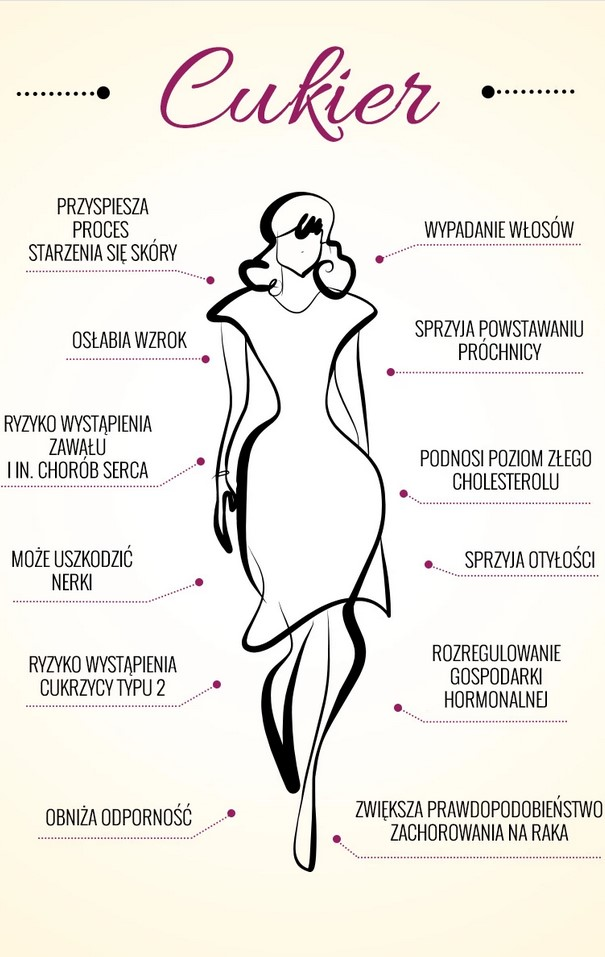 Cukier
PRZYSPIESZA
PROCES
STARZENIA SIĘ SKÓRY
WYPADANIE WŁOSÓW
OSŁABIA WZROK
SPRZYJA POWSTAWANIU
PRÓCHNICY
RYZYKO WYSTĄPIENIA
ZAWAŁU
I IN. CHORÓB SERCA
PODNOSI POZIOM ZŁEGO
CHOLESTEROLU
MOŻE USZKODZIĆ
NERKI
SPRZYJA OTYŁOŚCI
RYZYKO WYSTĄPIENIA
CUKRZYCY TYPU 2
ROZREGULOWANIE
GOSPODARKI
HORMONALNEJ
OBNIŻA ODPORNOŚĆ
ZWIĘKSZA PRAWDOPODOBIEŃSTWO
ZACHOROWANIA NA RAKA